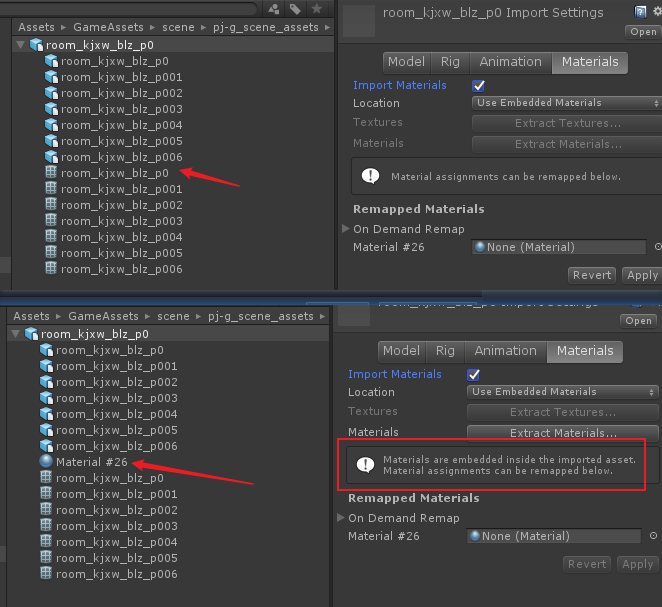 Assets ▸ GameAssets ▸ scene ▸ pj-g_scene_assets ▸
room_kjxw_blz_p0
room_kjxw_blz_p0
room_kjxw_blz_p001
room_kjxw_blz_p002
room_kjxw_blz_p003
room_kjxw_blz_p004
room_kjxw_blz_p005
room_kjxw_blz_p006
room_kjxw_blz_p0
room_kjxw_blz_p001
room_kjxw_blz_p002
room_kjxw_blz_p003
room_kjxw_blz_p004
room_kjxw_blz_p005
room_kjxw_blz_p006
room_kjxw_blz_p0 Import Settings
Open
Model Rig Animation Materials
Import Materials
Location Use Embedded Materials
Textures Extract Textures...
Materials Extract Materials...
Material assignments can be remapped below.
Remapped Materials
On Demand Remap
Material #26 None (Material)
Revert Apply
Assets ▸ GameAssets ▸ scene ▸ pj-g_scene_assets ▸
room_kjxw_blz_p0
room_kjxw_blz_p0
room_kjxw_blz_p001
room_kjxw_blz_p002
room_kjxw_blz_p003
room_kjxw_blz_p004
room_kjxw_blz_p005
room_kjxw_blz_p006
Material #26
room_kjxw_blz_p0
room_kjxw_blz_p001
room_kjxw_blz_p002
room_kjxw_blz_p003
room_kjxw_blz_p004
room_kjxw_blz_p005
room_kjxw_blz_p006
room_kjxw_blz_p0 Import Settings
Open
Model Rig Animation Materials
Import Materials
Location Use Embedded Materials
Textures Extract Textures...
Materials Extract Materials...
Materials are embedded inside the imported asset.
Material assignments can be remapped below.
Remapped Materials
On Demand Remap
Material #26 None (Material)
Revert Apply